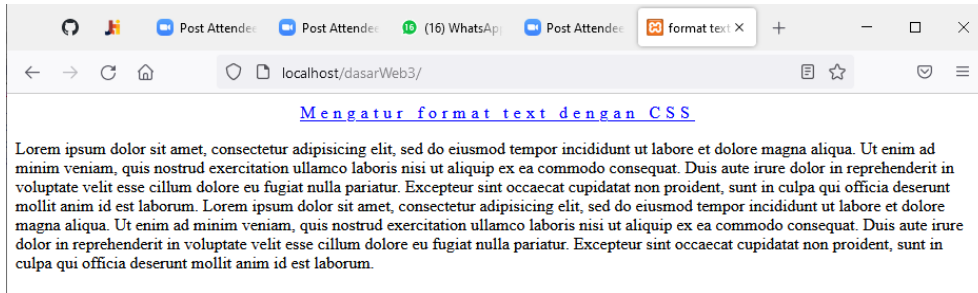 Post Attendee Post Attendee (16) WhatsApp Post Attendee format text
localhost/dasarWeb3/
Mengatur format text dengan CSS
Lorem ipsum dolor sit amet, consectetur adipisicing elit, sed do eiusmod tempor incididunt ut labore et dolore magna aliqua. Ut enim ad
minim veniam, quis nostrud exercitation ullamco laboris nisi ut aliquip ex ea commodo consequat. Duis aute irure dolor in reprehenderit in
voluptate velit esse cillum dolore eu fugiat nulla pariatur. Excepteur sint occaecat cupidatat non proident, sunt in culpa qui officia deserunt
mollit anim id est laborum. Lorem ipsum dolor sit amet, consectetur adipisicing elit, sed do eiusmod tempor incididunt ut labore et dolore
magna aliqua. Ut enim ad minim veniam, quis nostrud exercitation ullamco laboris nisi ut aliquip ex ea commodo consequat. Duis aute irure
dolor in reprehenderit in voluptate velit esse cillum dolore eu fugiat nulla pariatur. Excepteur sint occaecat cupidatat non proident, sunt in
culpa qui officia deserunt mollit anim id est laborum.